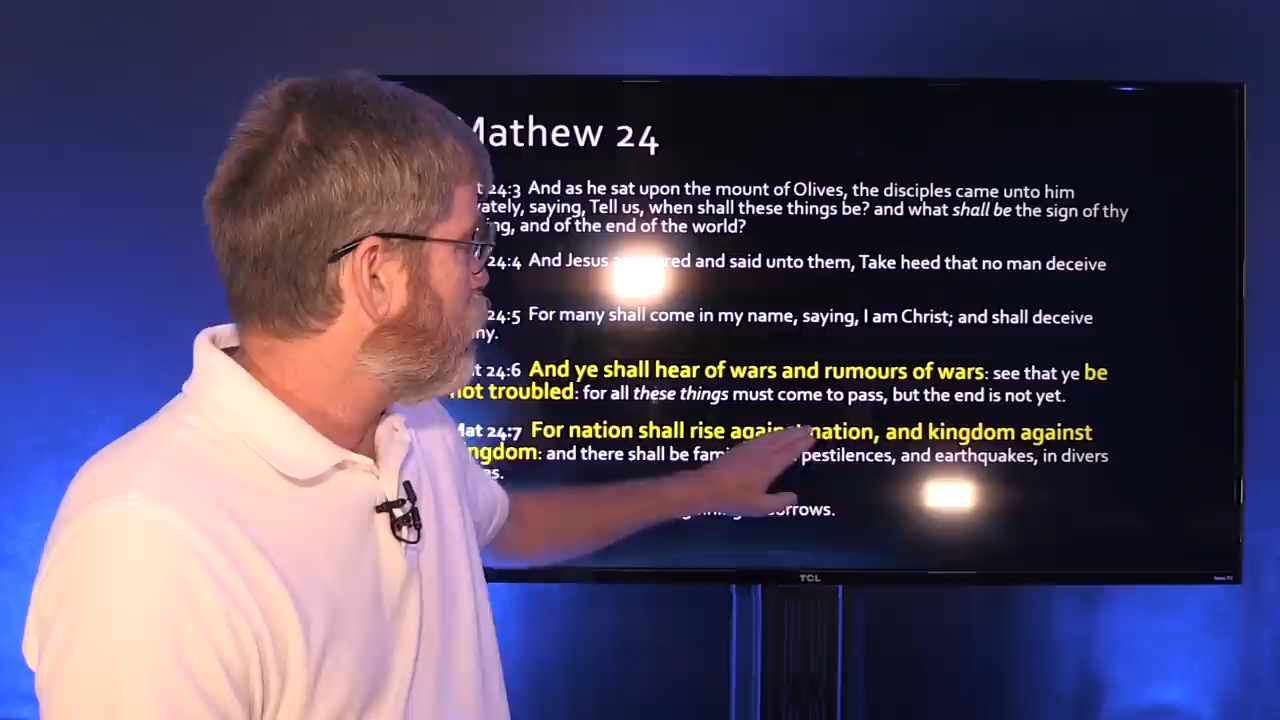 Mathew 24
24:3 And as he sat upon the mount of Olives, the disciples came unto him
saying, Tell us, when shall these things be? and what shall be the sign of thy
and of the end of the world?
24:4 And Jesus and said unto them, Take heed that no man deceive
24:5 For many shall come in my name, saying, I am Christ; and shall deceive
24:6 And ye shall hear of wars and rumours of wars: see that ye be
not troubled: for all these things must come to pass, but the end is not yet.
Mat 24:7 For nation shall rise against nation, and kingdom against
: and there shall be pestilences, and earthquakes, in divers
sorrows.
TCL